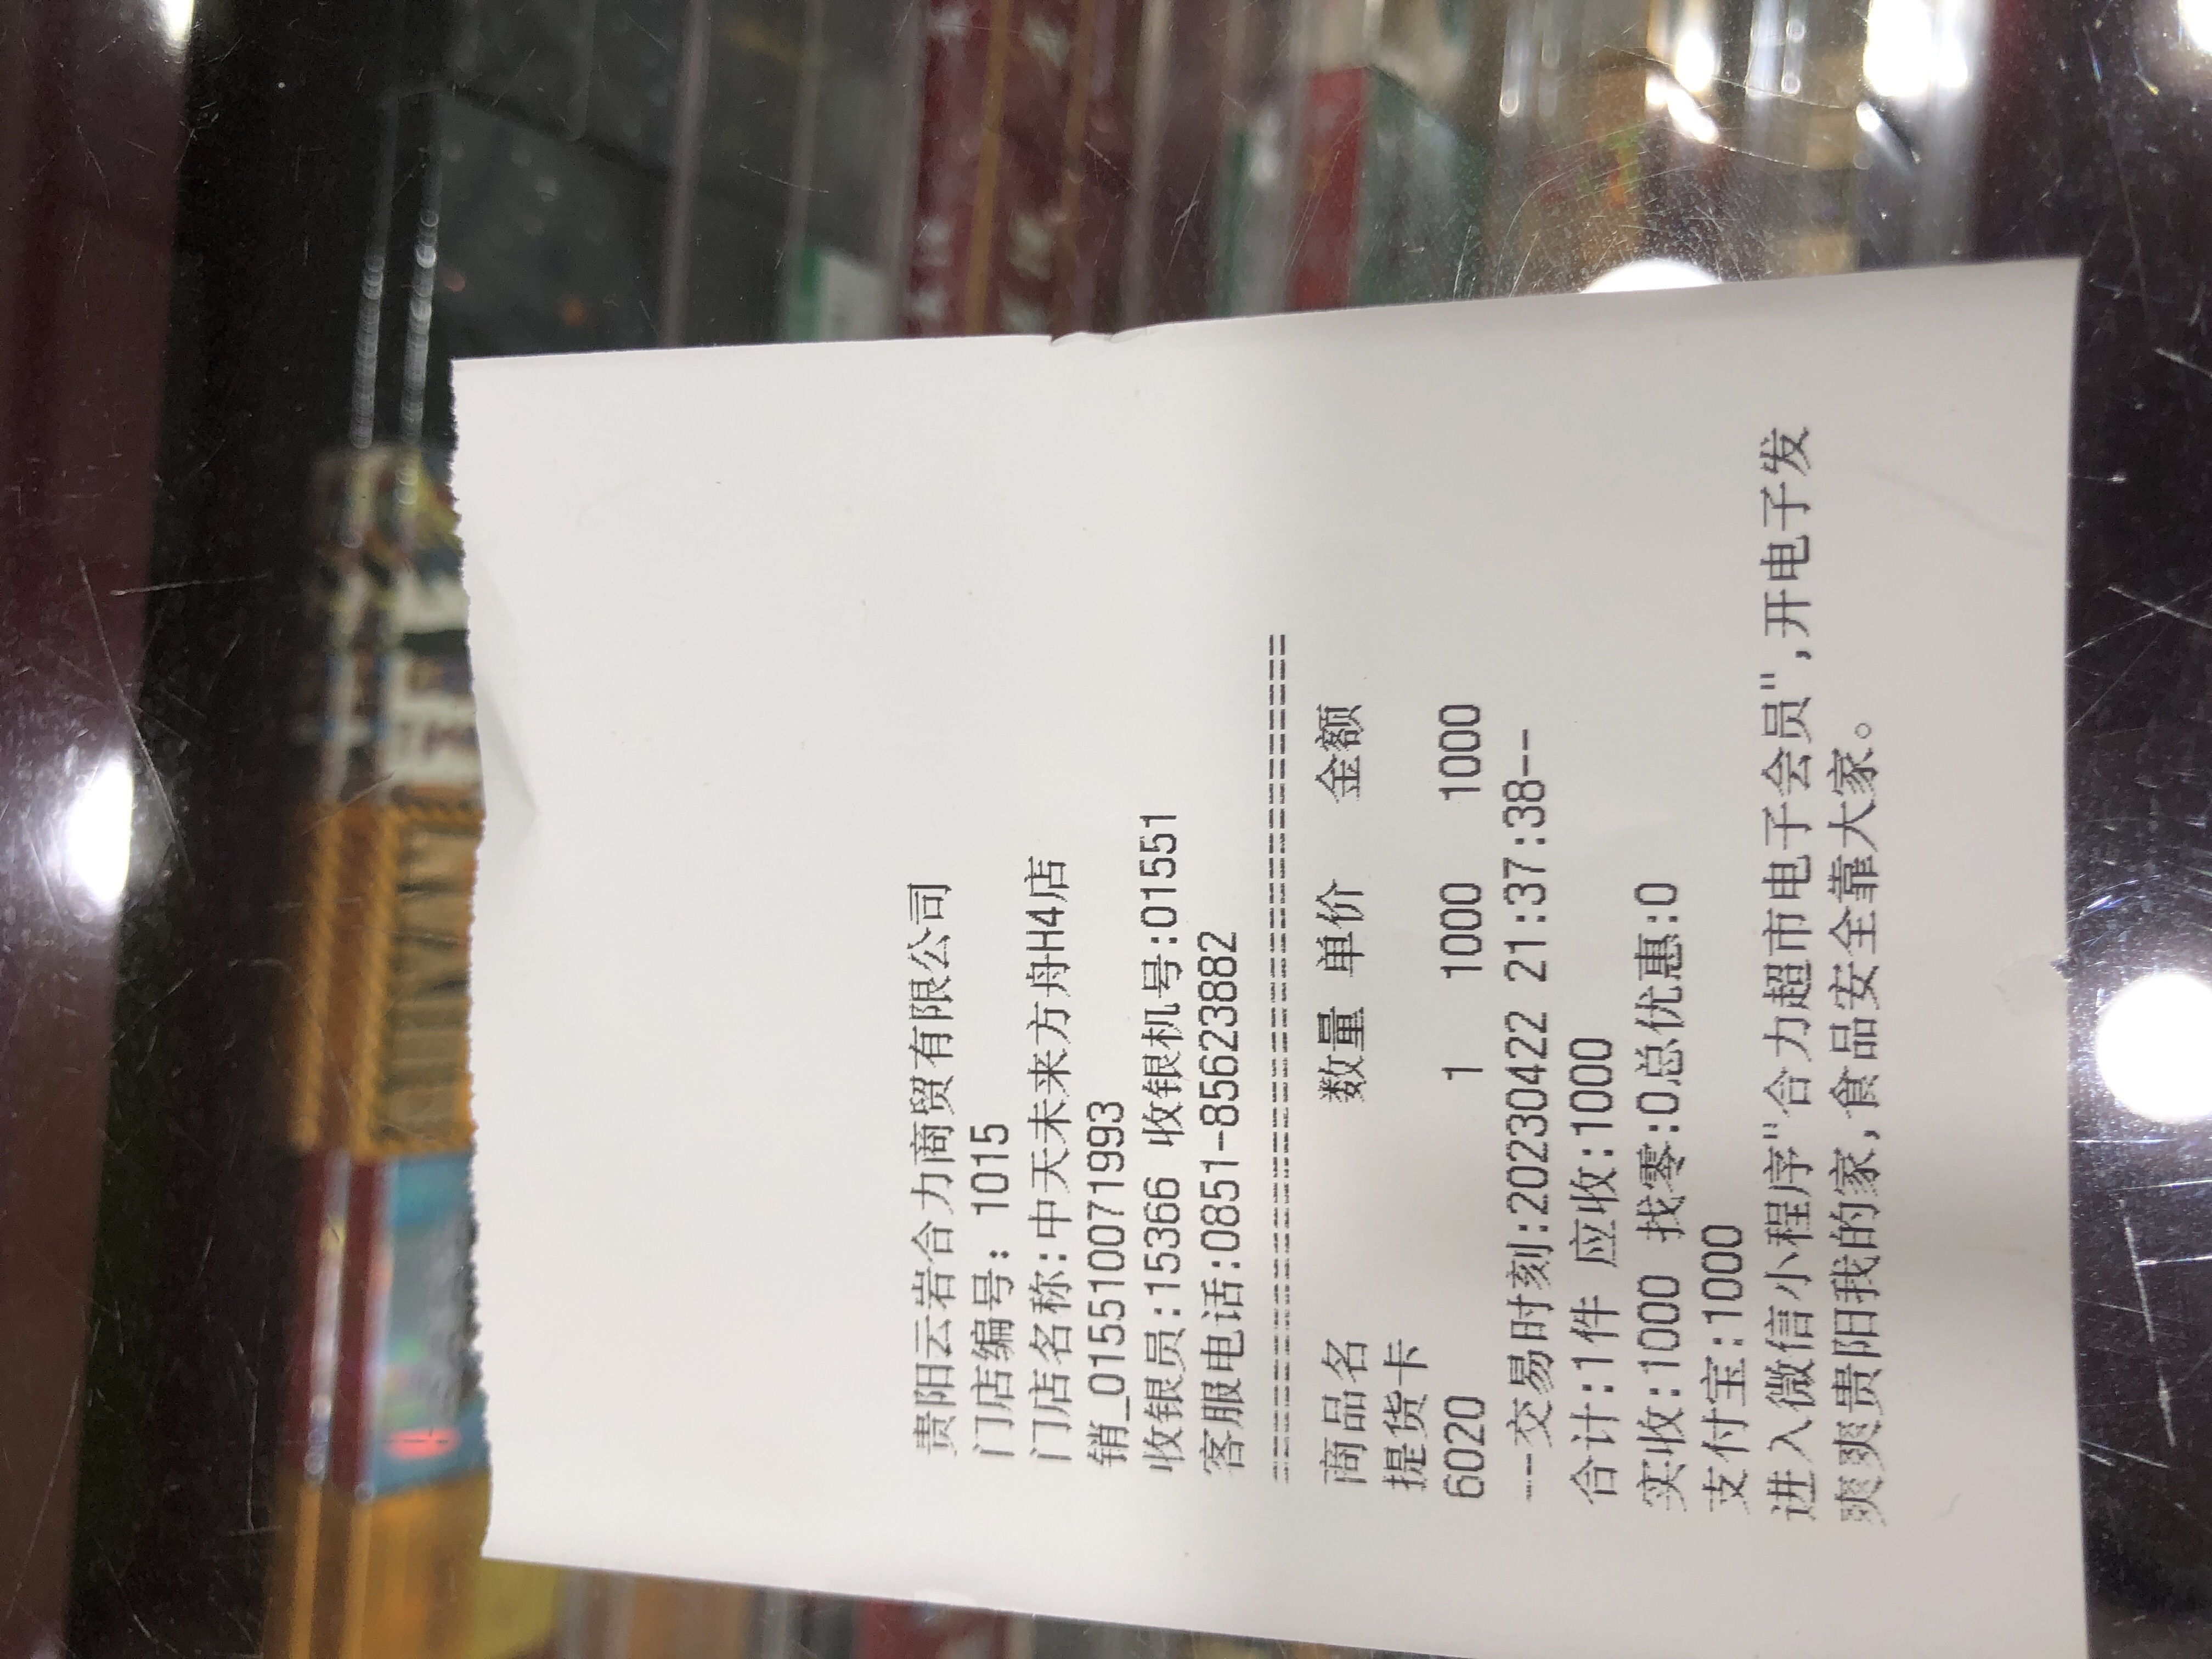 贵阳云岩合力商贸有限公司
门店编号: 1015
门店名称:中天未来方舟H4店
销_0155100719​93
收银员:15366 收银机号:01551
客服电话:0851-85623882
==========================================
商品名 数量 单价 金额
提货卡
6020 1 1000 1000
--交易时刻:20230422 21:37:38--
合计:1件 应收:1000
实收:1000 找零:0总优惠:0
支付宝:1000
进入微信小程序"合力超市电子会员",开电子发
爽爽贵阳我的家,食品安全靠大家。